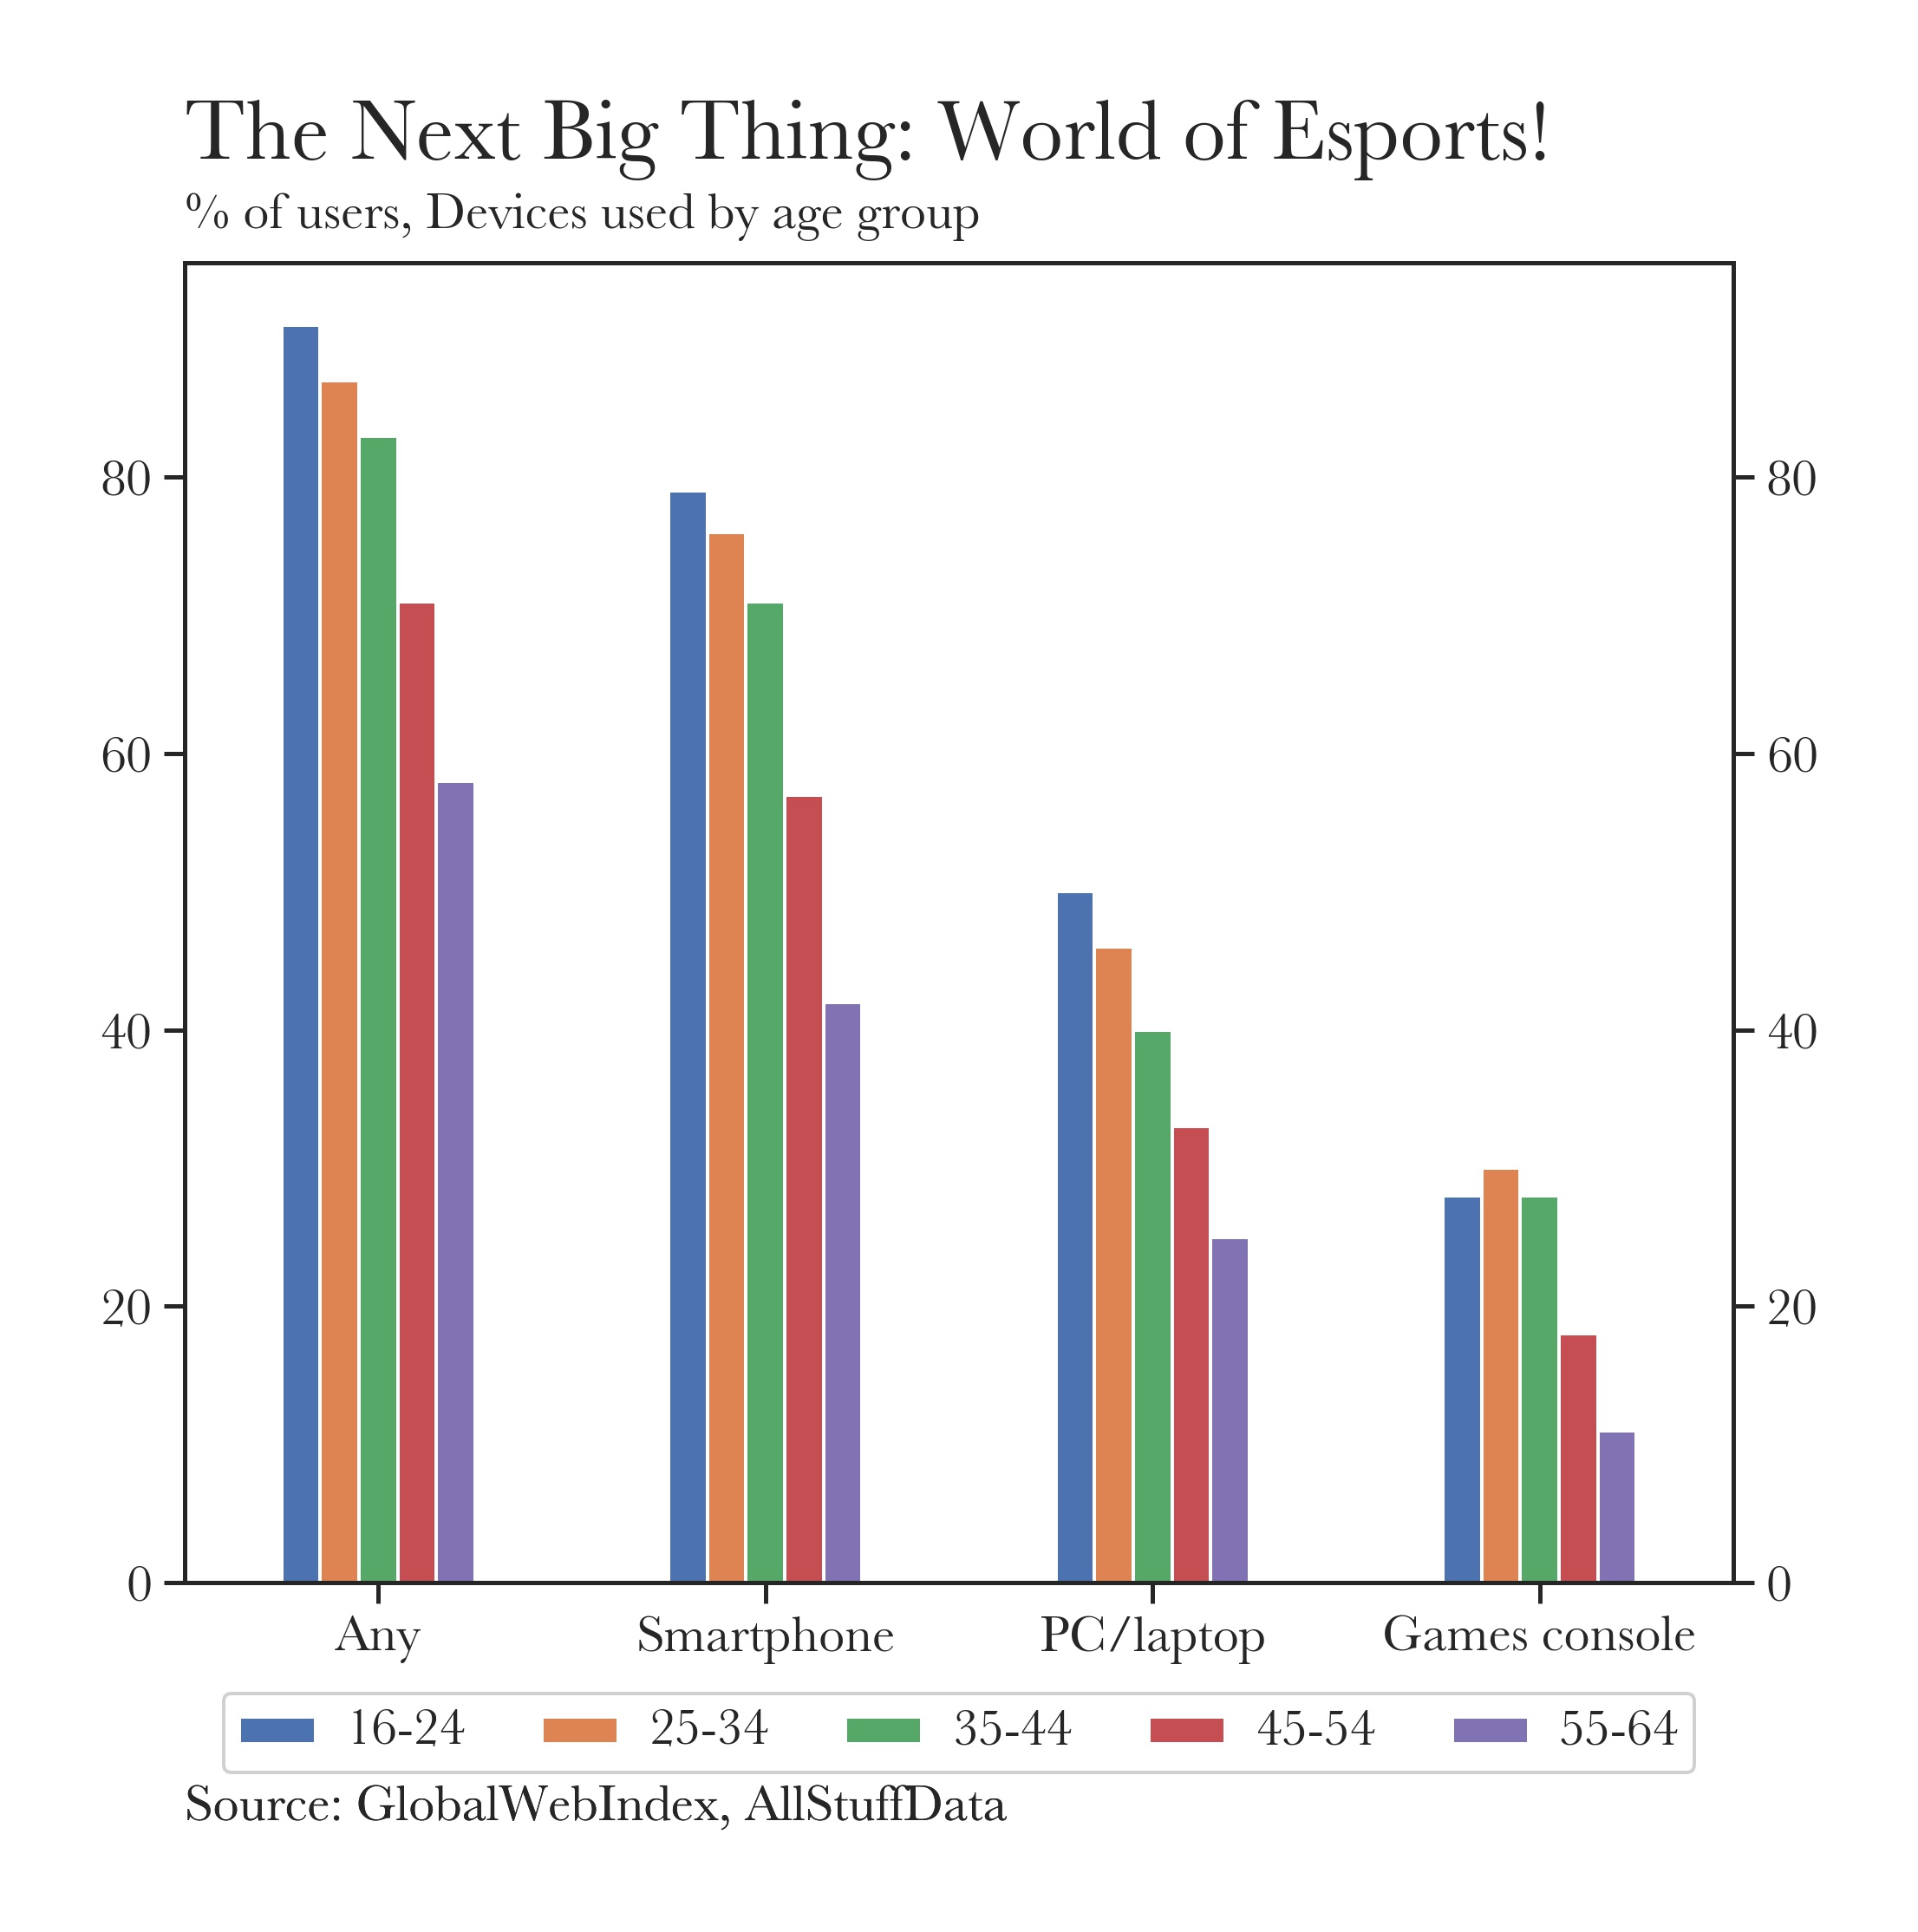 The Next Big Thing: World of Esports!
% of users, Devices used by age group
80 80
60 60
40 40
20 20
0 0
Any Smartphone PC/laptop Games console
16-24 25-34 35-44 45-54 55-64
Source: GlobalWebIndex, AllStuffData